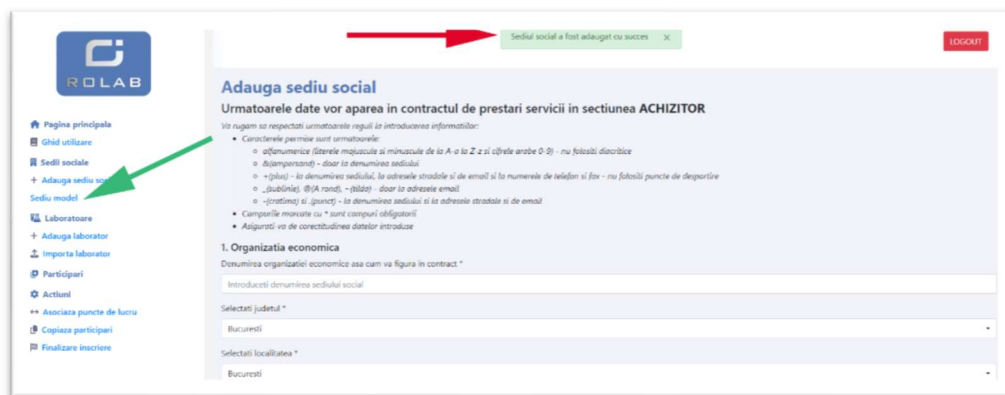 Sediul social a fost adaugat cu succes X
LOGOUT
ROLAB
Pagina principala
Ghid utilizare
Sedii sociale
+ Adauga sediu
Sediu model
Laboratoare
+ Adauga laborator
Importa laborator
Participari
Actiuni
Asociaza puncte de lucru
Copiaza participari
Finalizare inscriere
Adauga sediu social
Urmatoarele date vor aparea in contractul de prestari servicii in sectiunea ACHIZITOR
Va rugam sa respectati urmatoarele reguli la introducerea informatiilor:
• Caracterele permise sunt urmatoarele:
o alfanumerice (literele majuscule si minuscule de la A-a la Z-z si cifrele arabe 0-9) - nu folositi diacritice
o &(ampersand) - doar la denumirea sediului
o +(plus) - la denumirea sediului, la adresele stradale si de email si la numerele de telefon si fax - nu folositi puncte de despartire
o _(sublinie), @(A rond), ~(tilda) - doar la adresele email
o -(cratima) si .(punct) - la denumirea sediului si la adresele stradale si de email
• Campurile marcate cu * sunt campuri obligatorii
• Asigurati-va de corectitudinea datelor introduse
1. Organizatia economica
Denumirea organizatiei economice asa cum va figura in contract *
Introduceti denumirea sediului social
Selectati judetul *
Bucuresti
Selectati localitatea *
Bucuresti